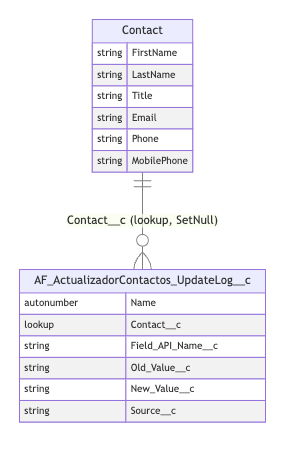 Contact
string FirstName
string LastName
string Title
string Email
string Phone
string MobilePhone
Contact__c (lookup, SetNull)
AF_ActualizadorContactos_UpdateLog__c
autonumber Name
lookup Contact__c
string Field_API_Name__c
string Old_Value__c
string New_Value__c
string Source__c